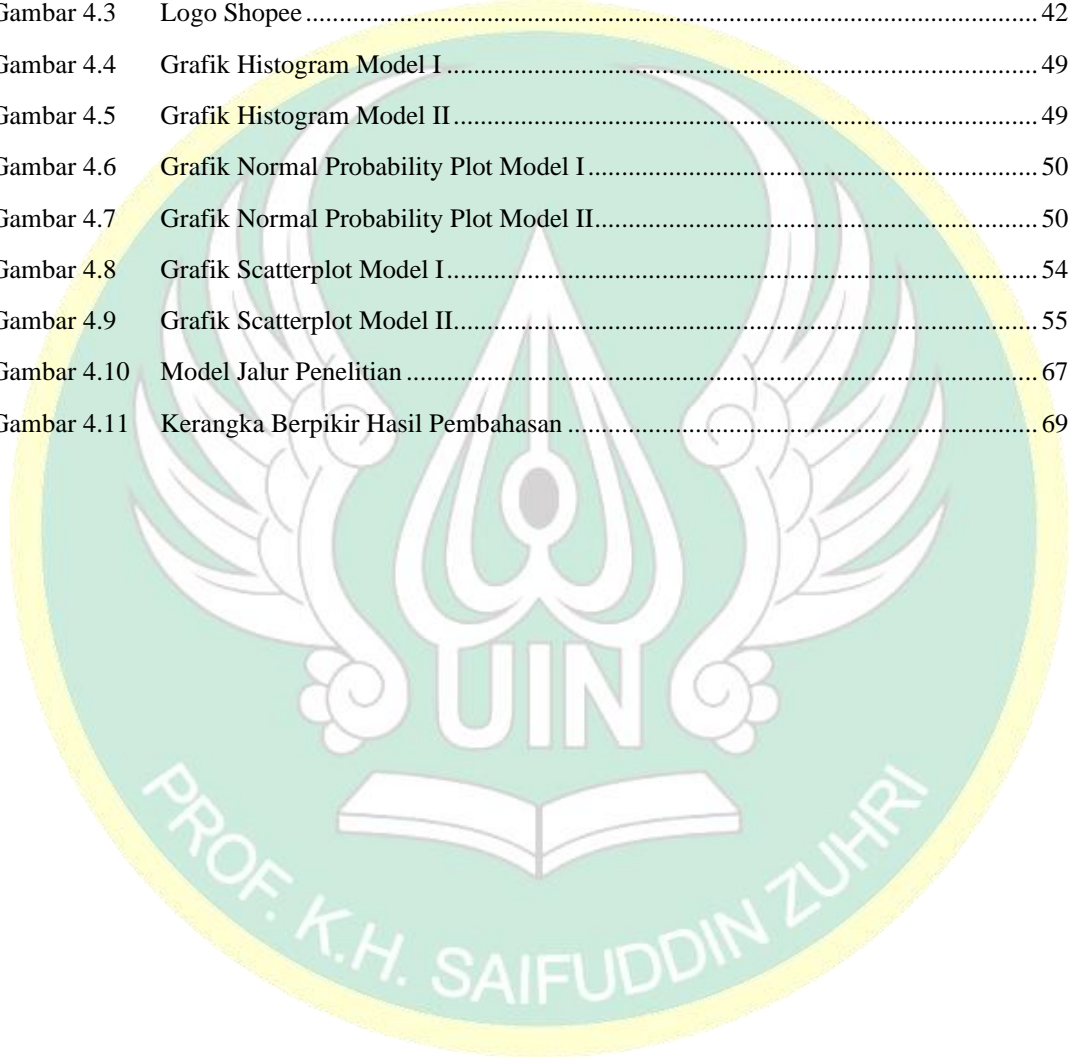 Gambar 4.3 Logo Shopee 42
Gambar 4.4 Grafik Histogram Model I 49
Gambar 4.5 Grafik Histogram Model II 49
Gambar 4.6 Grafik Normal Probability Plot Model I 50
Gambar 4.7 Grafik Normal Probability Plot Model II 50
Gambar 4.8 Grafik Scatterplot Model I 54
Gambar 4.9 Grafik Scatterplot Model II 55
Gambar 4.10 Model Jalur Penelitian 67
Gambar 4.11 Kerangka Berpikir Hasil Pembahasan 69
UIN
PROF. K.H. SAIFUDDIN ZUHRI